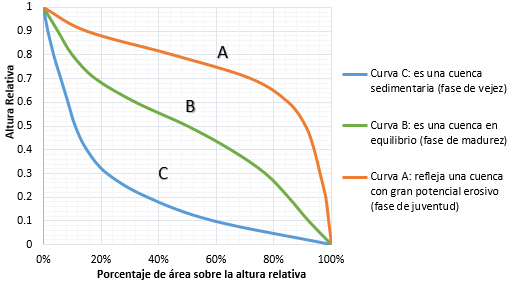 1
0.9
0.8
0.7
0.6
0.5
0.4
0.3
0.2
0.1
0
Altura Relativa
A
B
C
0%
20%
40%
60%
80%
100%
Porcentaje de área sobre la altura relativa
Curva C: es una cuenca
sedimentaria (fase de vejez)
Curva B: es una cuenca en
equilibrio (fase de madurez)
Curva A: refleja una cuenca
con gran potencial erosivo
(fase de juventud)